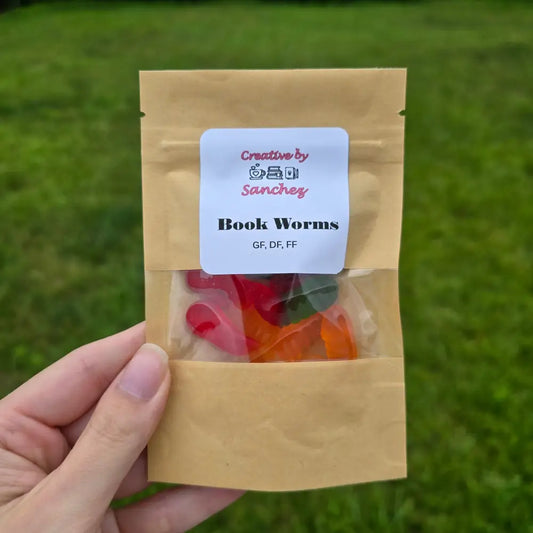 Creative by
Sanchez
Book Worms
GF, DF, FF